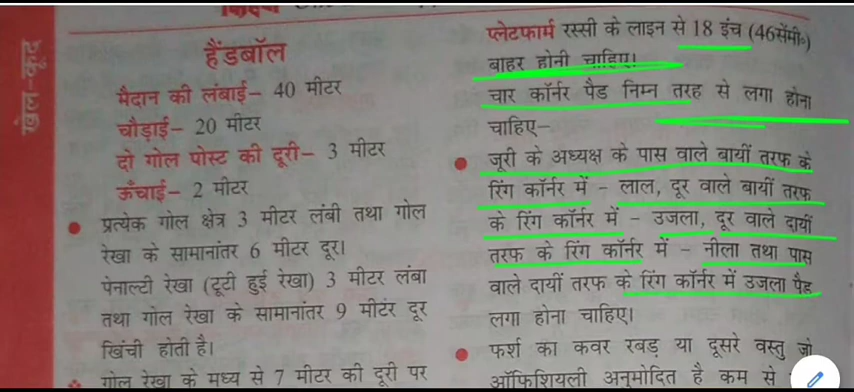 खेल-कूद
हैंडबॉल
मैदान की लंबाई– 40 मीटर
चौड़ाई– 20 मीटर
दो गोल पोस्ट की दूरी– 3 मीटर
ऊँचाई– 2 मीटर
● प्रत्येक गोल क्षेत्र 3 मीटर लंबी तथा गोल
रेखा के सामानांतर 6 मीटर दूर।
पेनाल्टी रेखा (टूटी हुई रेखा) 3 मीटर लंबा
तथा गोल रेखा के सामानांतर 9 मीटर दूर
खिंची होती है।
गोल रेखा के मध्य से 7 मीटर की दूरी पर
प्लेटफार्म रस्सी के लाइन से 18 इंच (46सेंमी॰)
बाहर होनी चाहिए।
चार कॉर्नर पैड निम्न तरह से लगा होना
चाहिए–
● जूरी के अध्यक्ष के पास वाले बायीं तरफ के
रिंग कॉर्नर में – लाल, दूर वाले बायीं तरफ
के रिंग कॉर्नर में – उजला, दूर वाले दायीं
तरफ के रिंग कॉर्नर में – नीला तथा पास
वाले दायीं तरफ के रिंग कॉर्नर में उजला पैड
लगा होना चाहिए।
● फर्श का कवर रबड़ या दूसरे वस्तु जो
ऑफिशियली अनुमोदित है कम से